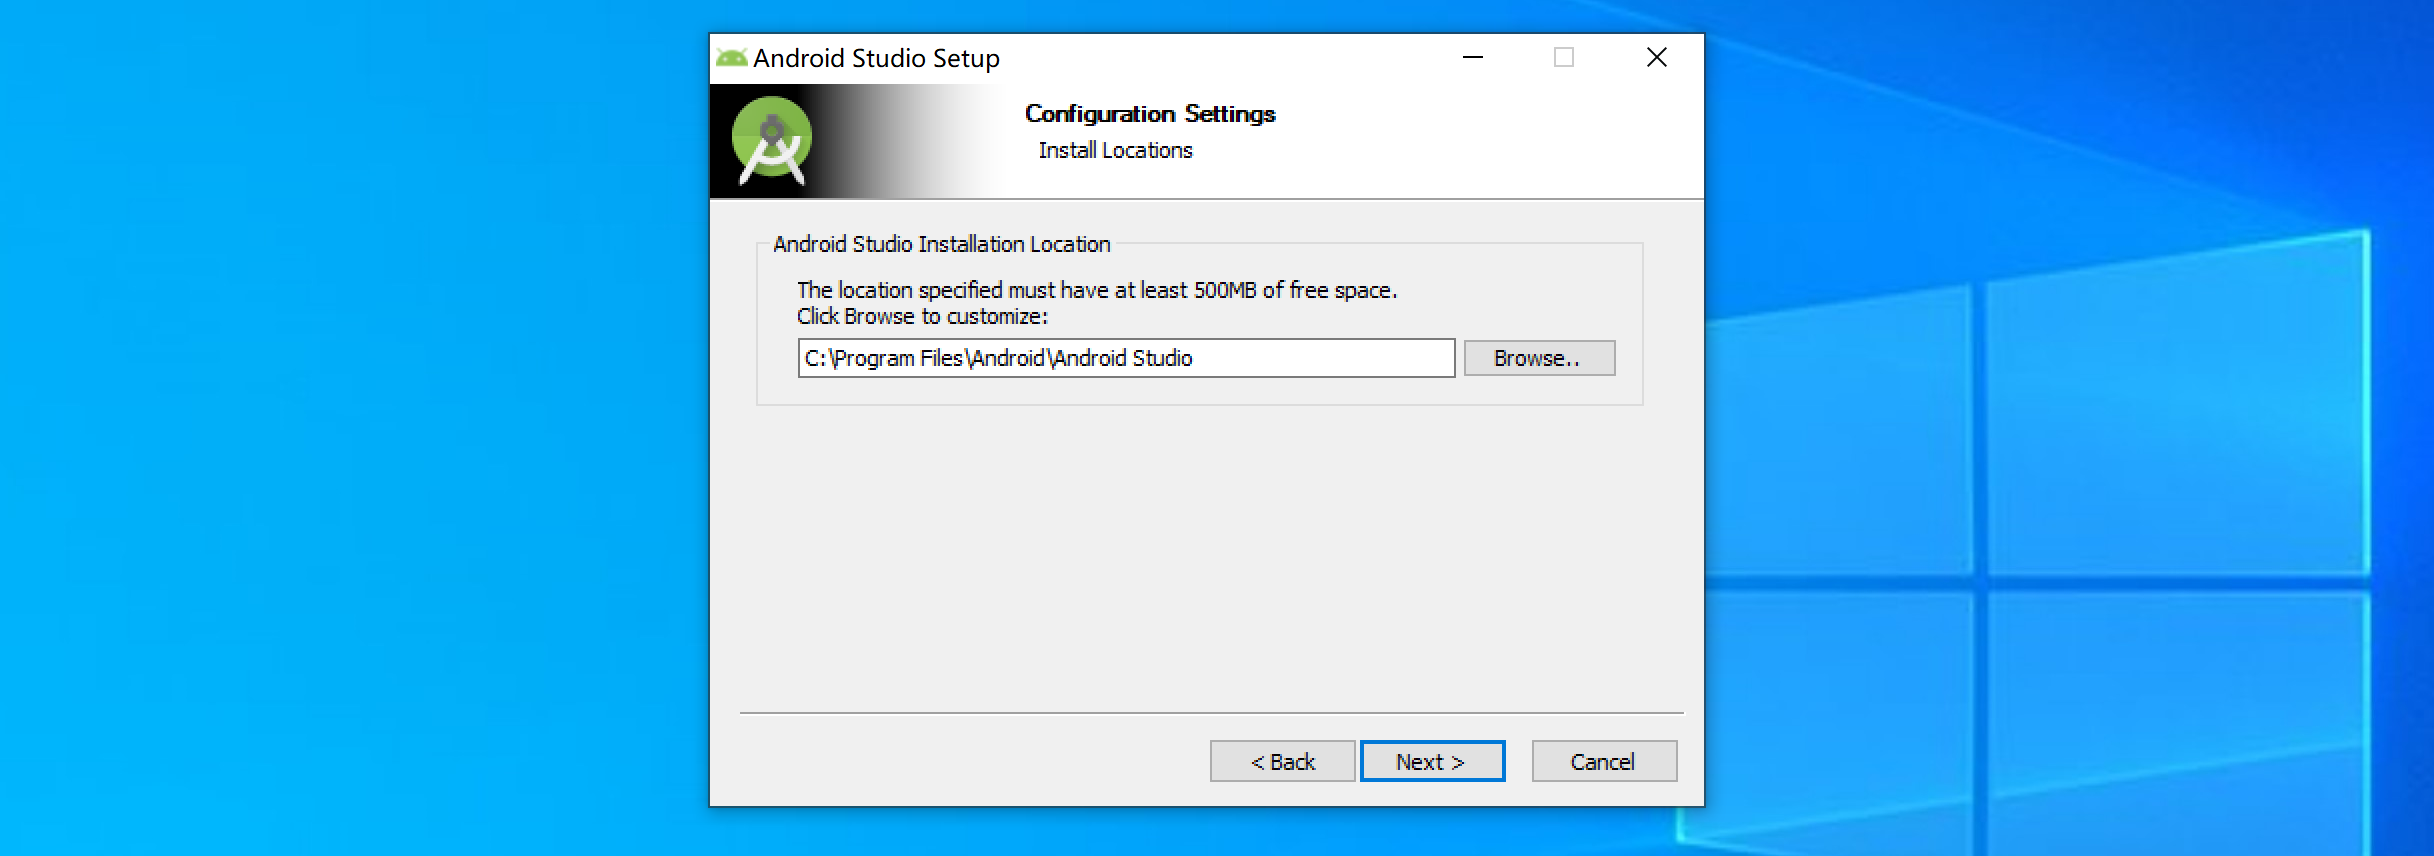 Android Studio Setup
Configuration Settings
Install Locations
Android Studio Installation Location
The location specified must have at least 500MB of free space.
Click Browse to customize:
C:\Program Files\Android\Android Studio
Browse..
< Back
Next >
Cancel